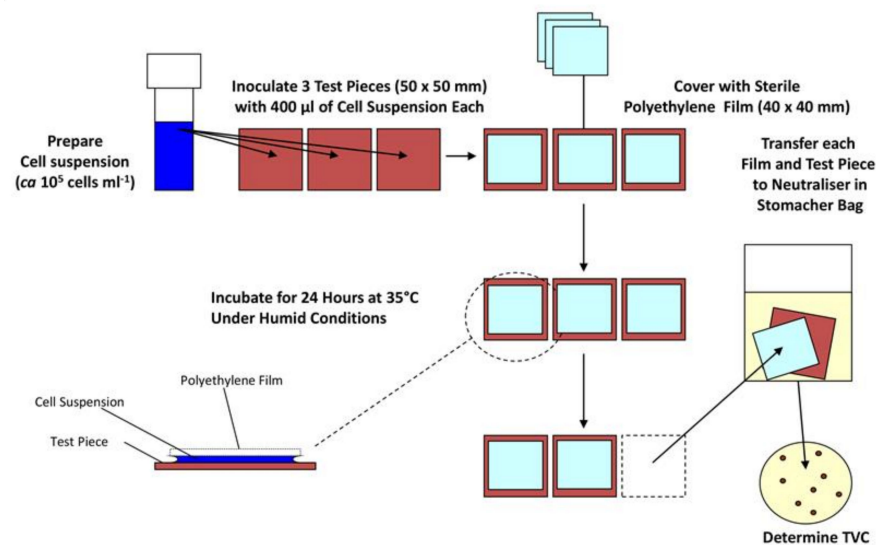 Prepare
Cell suspension
(ca 10⁵ cells ml⁻¹)
Inoculate 3 Test Pieces (50 x 50 mm)
with 400 µl of Cell Suspension Each
Cover with Sterile
Polyethylene Film (40 x 40 mm)
Transfer each
Film and Test Piece
to Neutraliser in
Stomacher Bag
Incubate for 24 Hours at 35°C
Under Humid Conditions
Polyethylene Film
Cell Suspension
Test Piece
Determine TVC